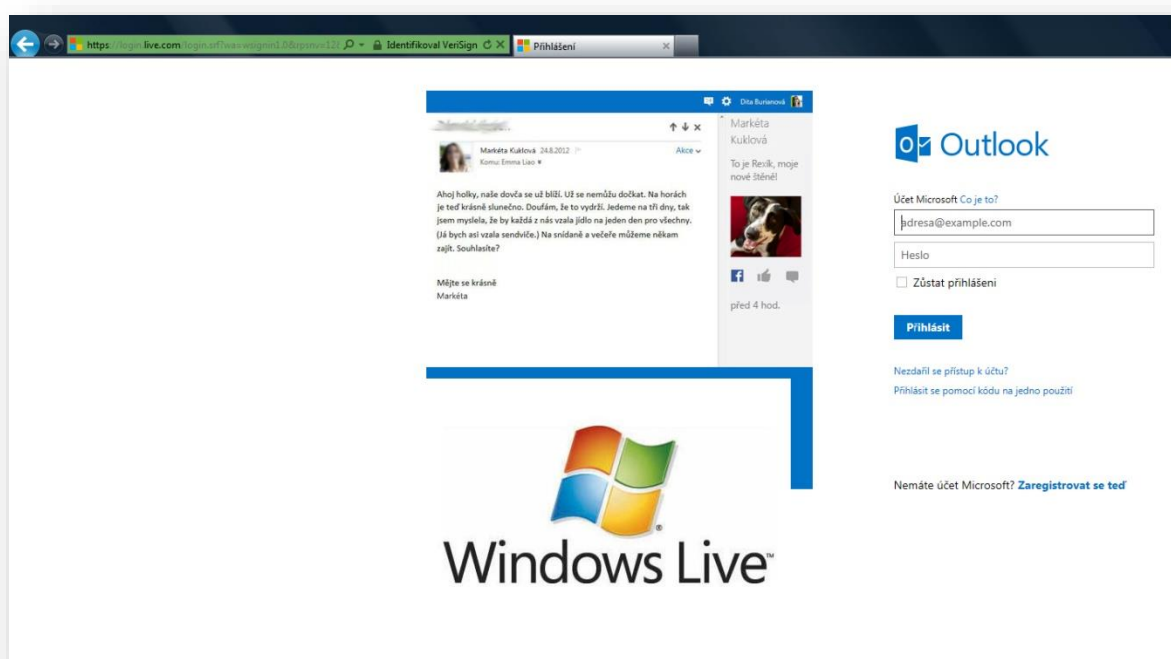 https://login.live.com/login.srf?wa=wsignin1.0&rpsnv=12&
Identifikoval VeriSign
Přihlášení
Dita Burianová
Markéta Kuklová 24.8.2012
Komu: Emma Liao
Akce
Ahoj holky, naše dovča se už blíží. Už se nemůžu dočkat. Na horách
je teď krásně slunečno. Doufám, že to vydrží. Jedeme na tři dny, tak
jsem myslela, že by každá z nás vzala jídlo na jeden den pro všechny.
(Já bych asi vzala sendviče.) Na snídaně a večeře můžeme někam
zajít. Souhlasíte?
Mějte se krásně
Markéta
Markéta
Kuklová
To je Rexík, moje
nové štěně!
před 4 hod.
Windows Live™
Outlook
Účet Microsoft Co je to?
adresa@example.com
Heslo
Zůstat přihlášeni
Přihlásit
Nezdařil se přístup k účtu?
Přihlásit se pomocí kódu na jedno použití
Nemáte účet Microsoft? Zaregistrovat se teď